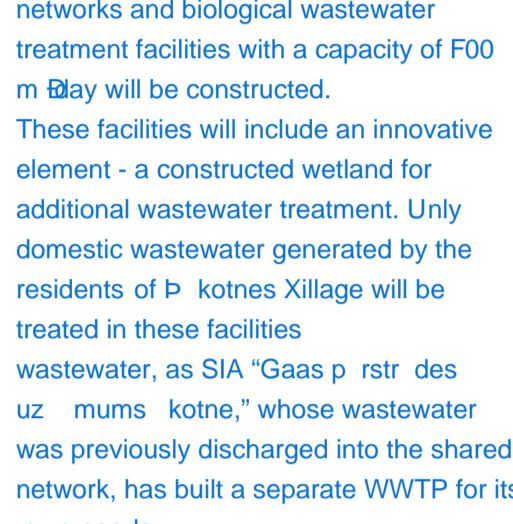 networks and biological wastewater
treatment facilities with a capacity of F00
m Day will be constructed.
These facilities will include an innovative
element - a constructed wetland for
additional wastewater treatment. Unly
domestic wastewater generated by the
residents of Þ kotnes Xillage will be
treated in these facilities
wastewater, as SIA “Gaas p rstr des
uz mums kotne,” whose wastewater
was previously discharged into the shared
network, has built a separate WWTP for its